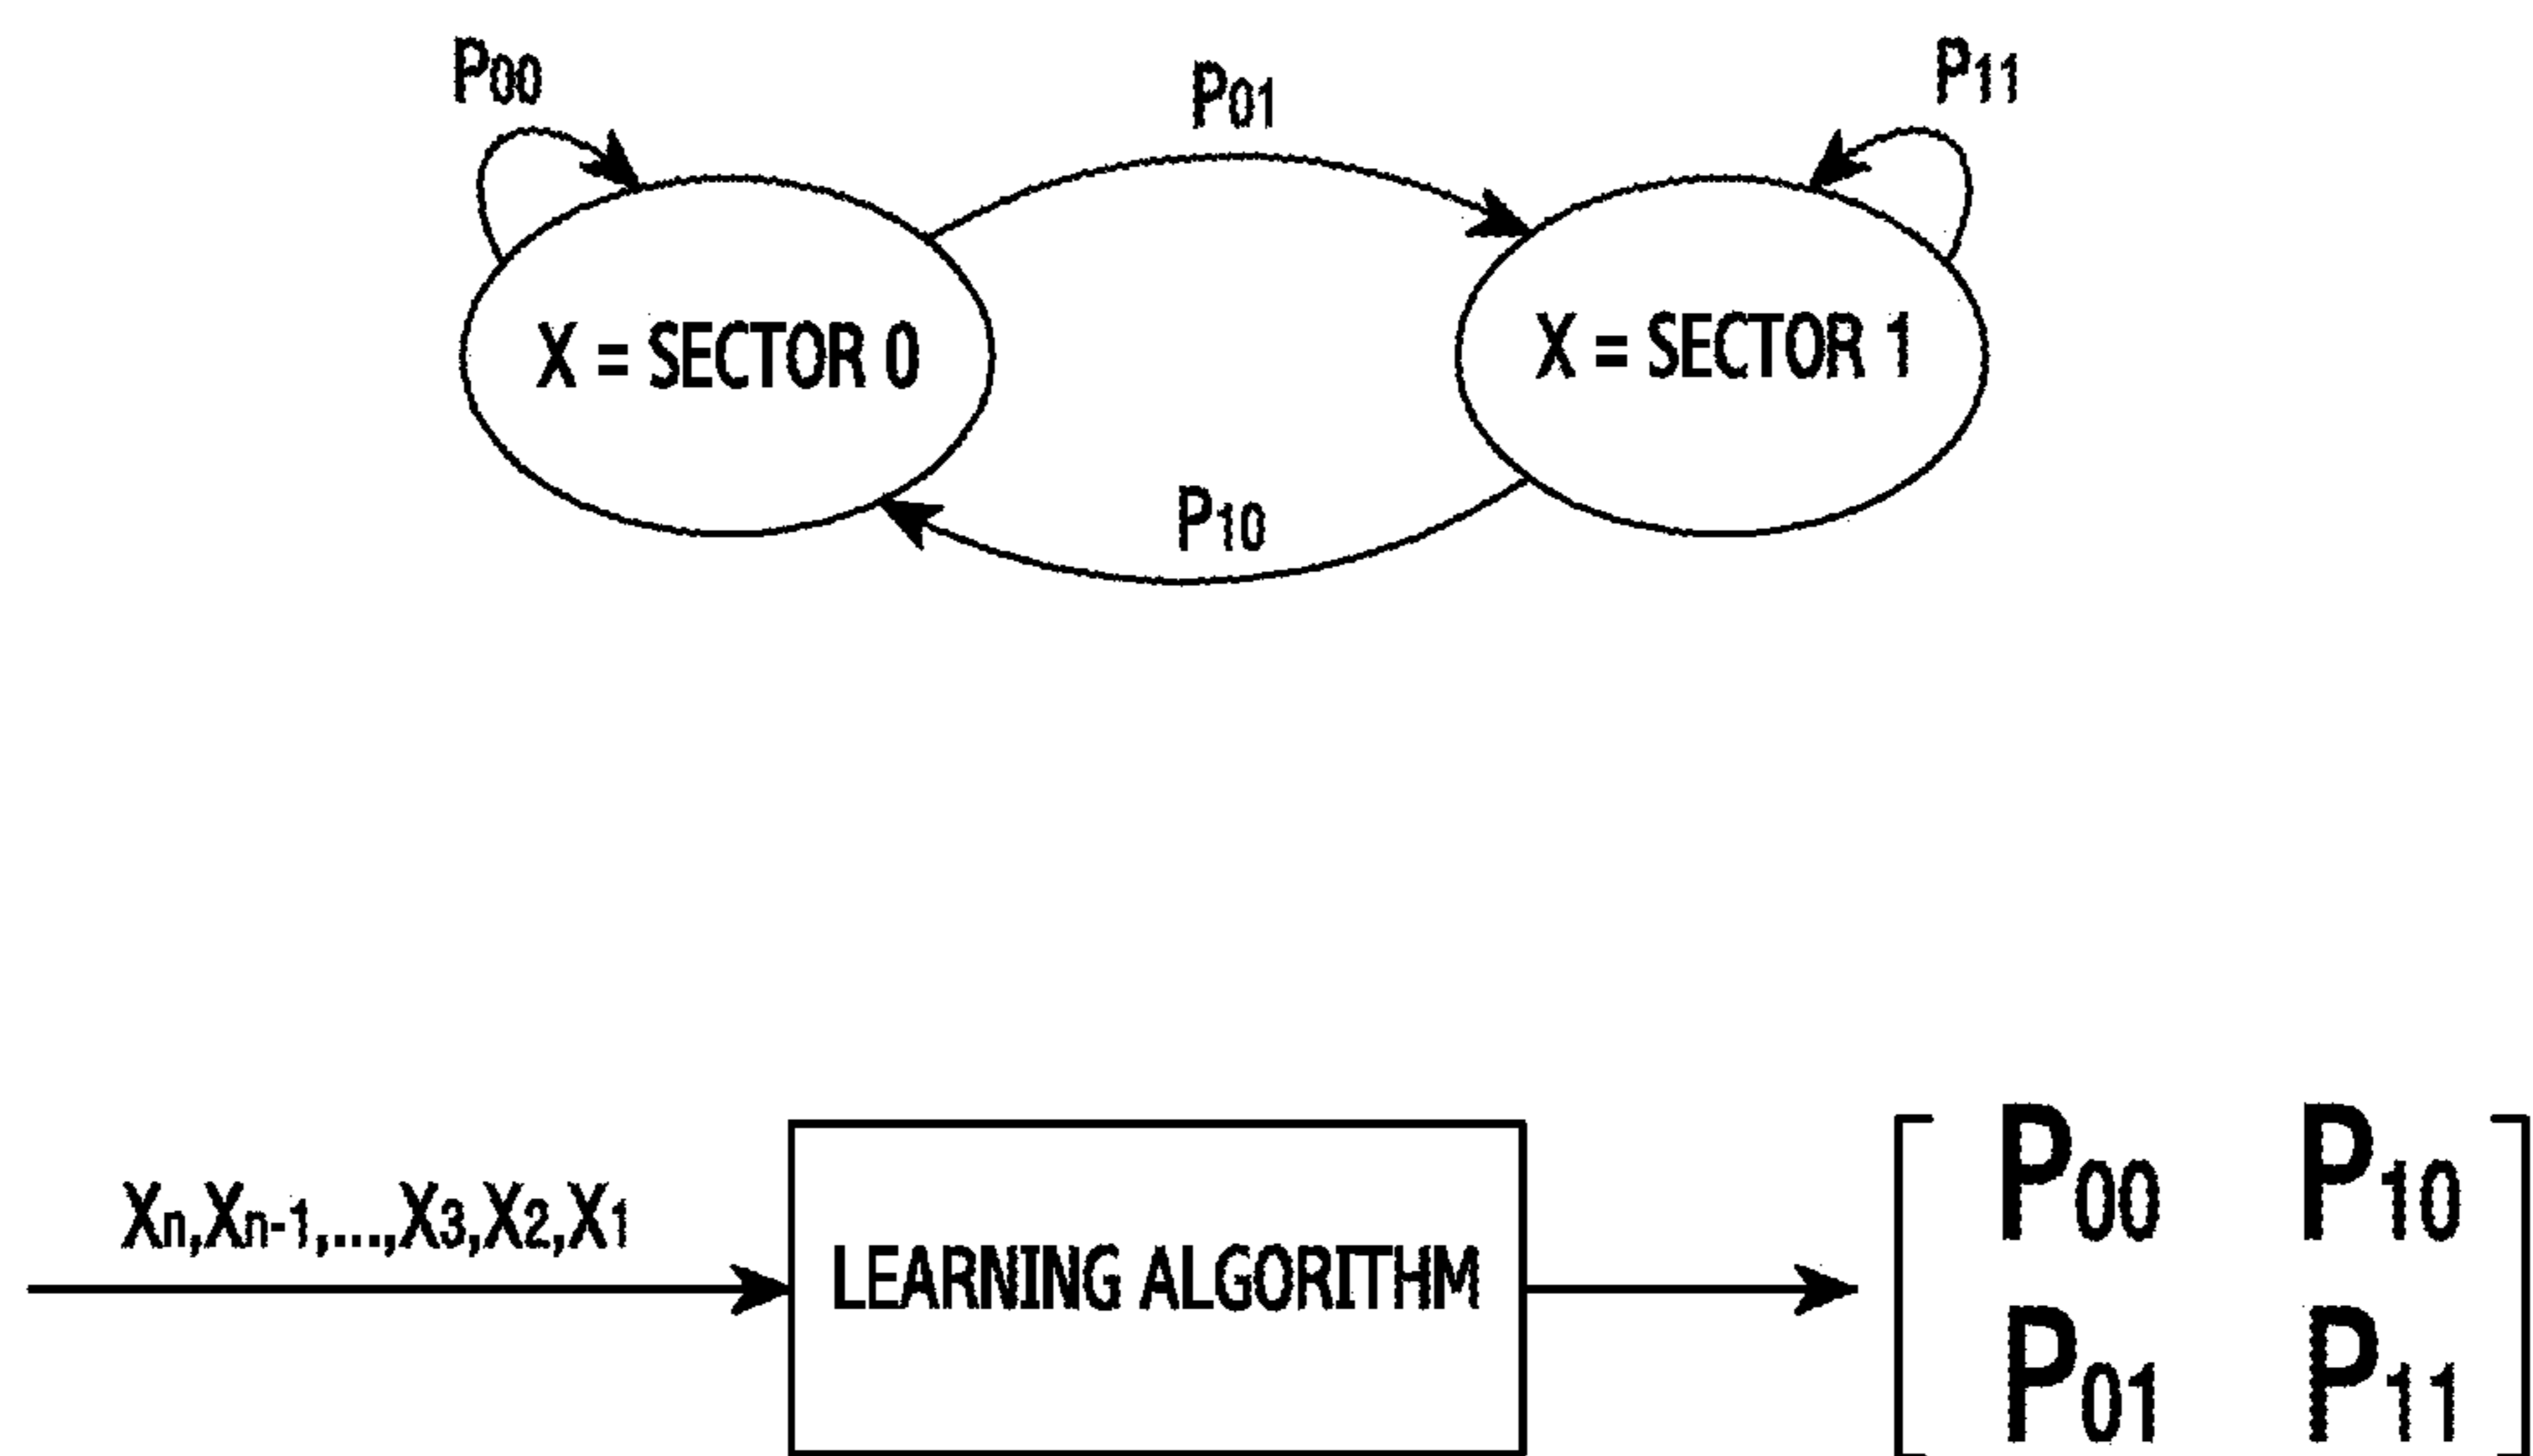 P00
P01
P11
X = SECTOR 0
X = SECTOR 1
P10
Xn,Xn-1,...,X3,X2,X1
LEARNING ALGORITHM
P00 P10
P01 P11